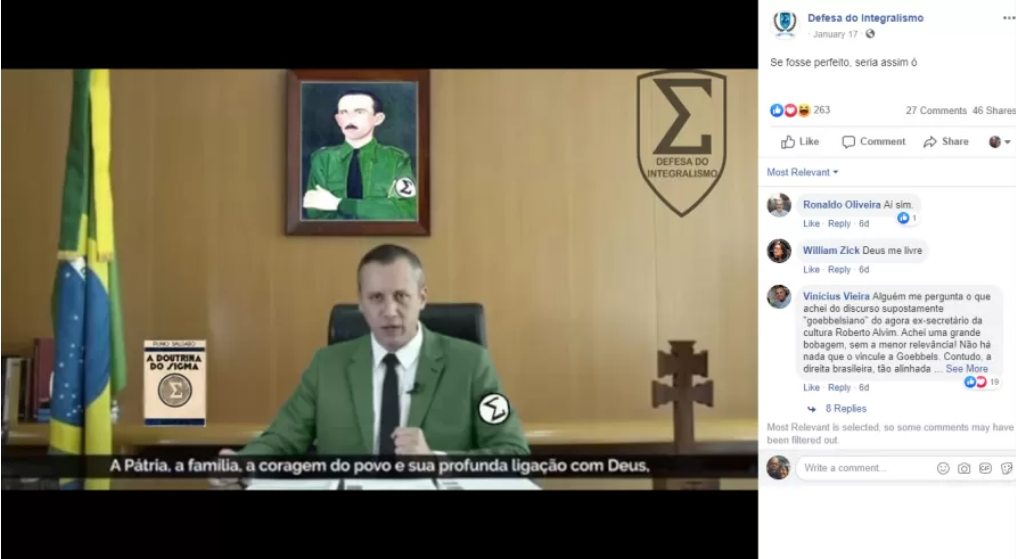 DEFESA DO
INTEGRALISMO
PLINIO SALGADO
A DOUTRINA
DO SIGMA
Σ
A Pátria, a família, a coragem do povo e sua profunda ligação com Deus,
Defesa do Integralismo
January 17
Se fosse perfeito, seria assim ó
263
27 Comments 46 Shares
Like Comment Share
Most Relevant
Ronaldo Oliveira Aí sim.
1
Like · Reply · 6d
William Zick Deus me livre
Like · Reply · 6d
Vinicius Vieira Alguém me pergunta o que
achei do discurso supostamente
"goebbelsiano" do agora ex-secretário da
cultura Roberto Alvim. Achei uma grande
bobagem, sem a menor relevância! Não há
nada que o vincule a Goebbels. Contudo, a
direita brasileira, tão alinhada ... See More
19
Like · Reply · 6d
8 Replies
Most Relevant is selected, so some comments may have
been filtered out.
Write a comment...
GIF